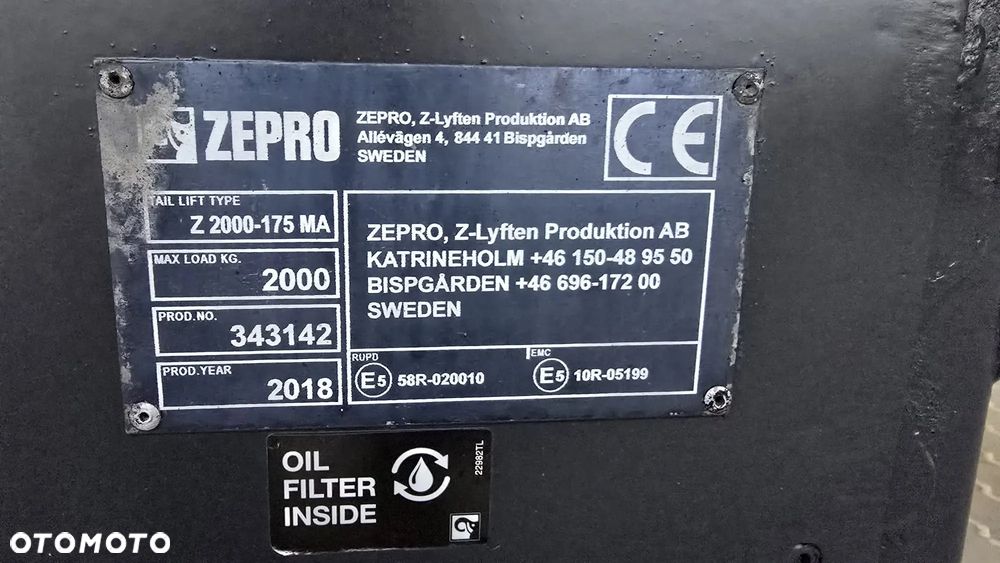 ZEPRO
ZEPRO, Z-Lyften Produktion AB
Allévägen 4, 844 41 Bispgården
SWEDEN
CE
TAIL LIFT TYPE
Z 2000-175 MA
MAX LOAD KG.
2000
PROD.NO.
343142
PROD.YEAR
2018
ZEPRO, Z-Lyften Produktion AB
KATRINEHOLM +46 150-48 95 50
BISPGÅRDEN +46 696-172 00
SWEDEN
RUPD
E5 58R-020010
EMC
E5 10R-05199
OIL
FILTER
INSIDE
22982TL
OTOMOTO